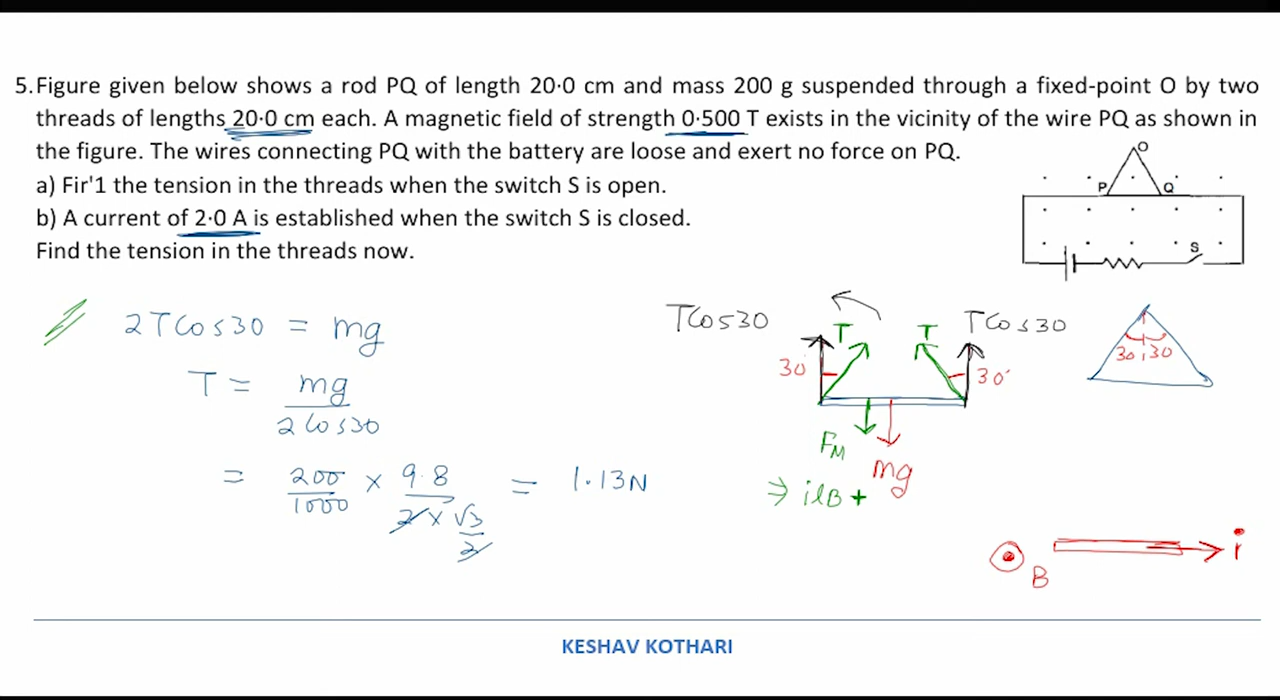 5. Figure given below shows a rod PQ of length 20·0 cm and mass 200 g suspended through a fixed-point O by two
threads of lengths 20·0 cm each. A magnetic field of strength 0·500 T exists in the vicinity of the wire PQ as shown in
the figure. The wires connecting PQ with the battery are loose and exert no force on PQ.
a) Fir'1 the tension in the threads when the switch S is open.
b) A current of 2·0 A is established when the switch S is closed.
Find the tension in the threads now.
O
P Q
S
2TCos30 = mg
T = mg / 2Cos30
= 200/1000 × 9.8 / 2 × √3/2 = 1.13N
TCos30 T T TCos30
30 30°
FM mg
⇒ ilB +
30 30
B i
KESHAV KOTHARI